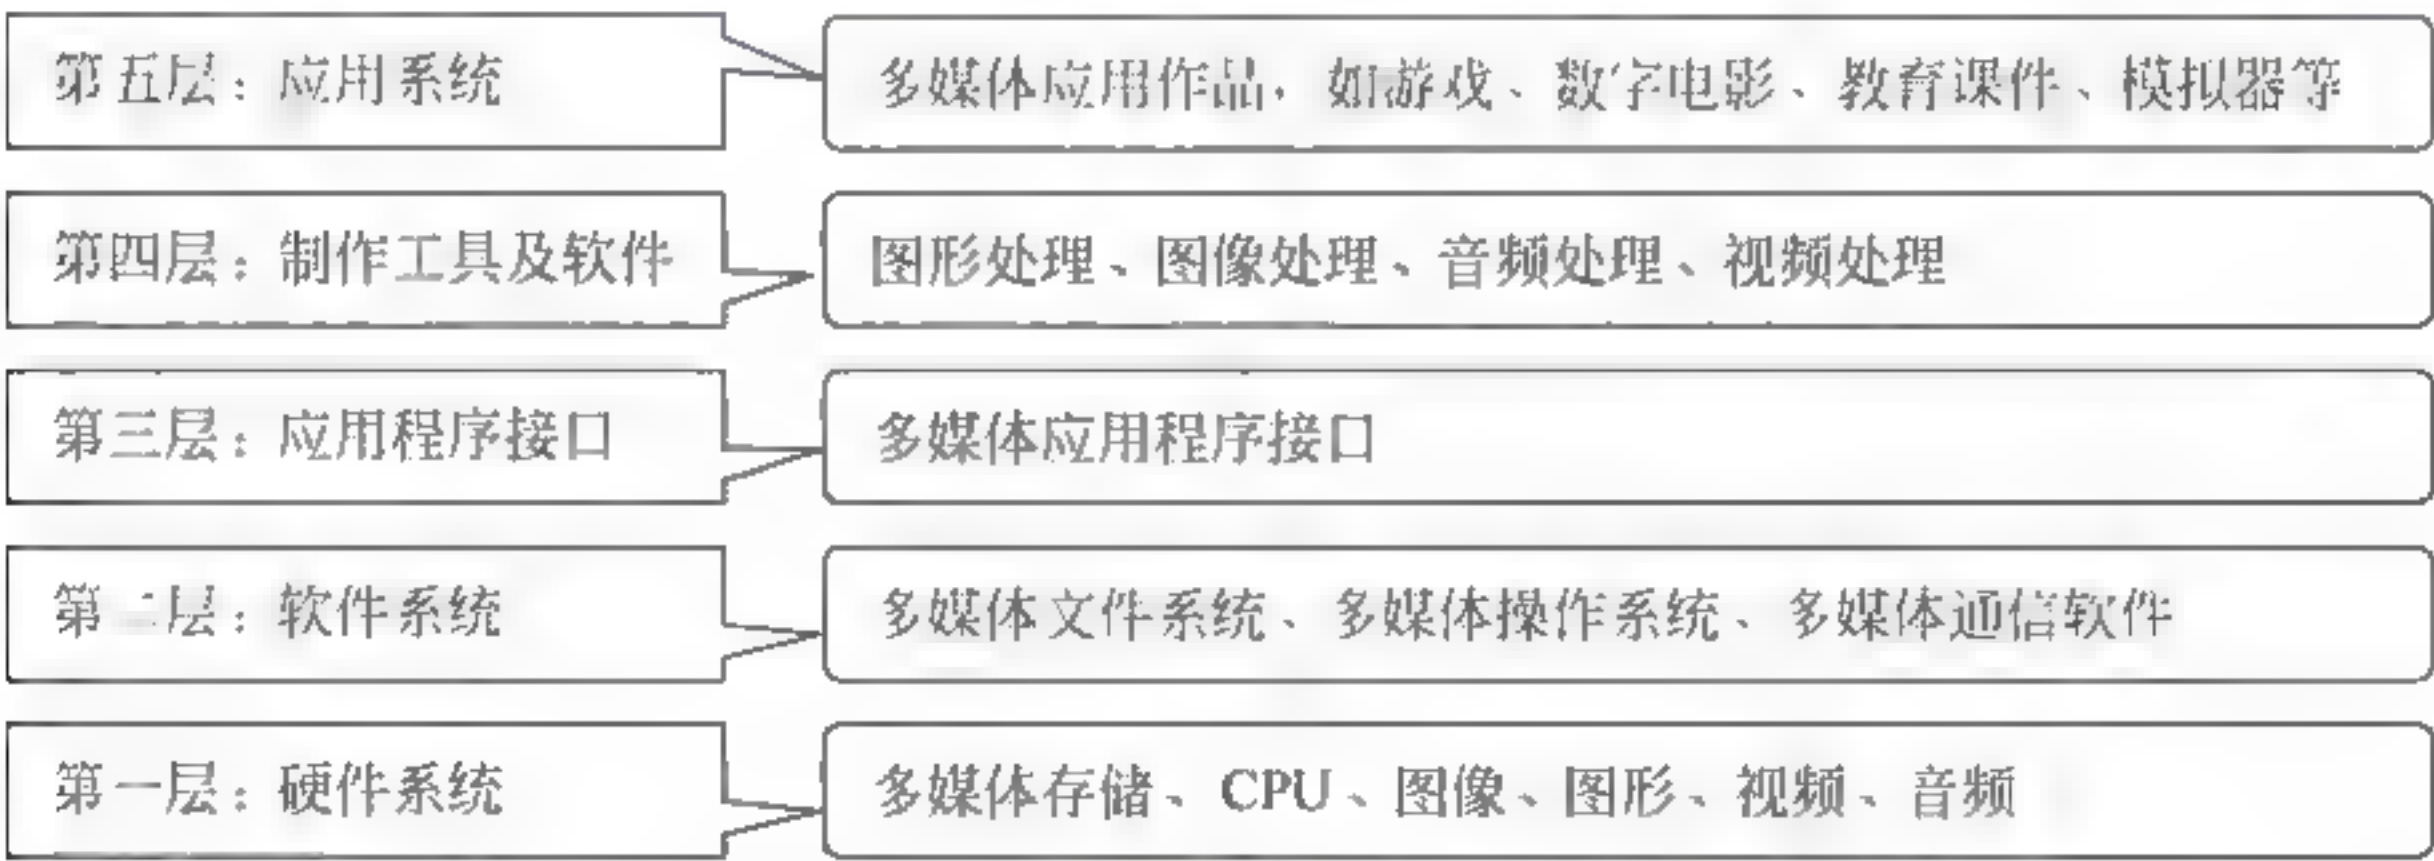 第五层：应用系统
多媒体应用作品，如游戏、数字电影、教育课件、模拟器等
第四层：制作工具及软件
图形处理、图像处理、音频处理、视频处理
第三层：应用程序接口
多媒体应用程序接口
第二层：软件系统
多媒体文件系统、多媒体操作系统、多媒体通信软件
第一层：硬件系统
多媒体存储、CPU、图像、图形、视频、音频